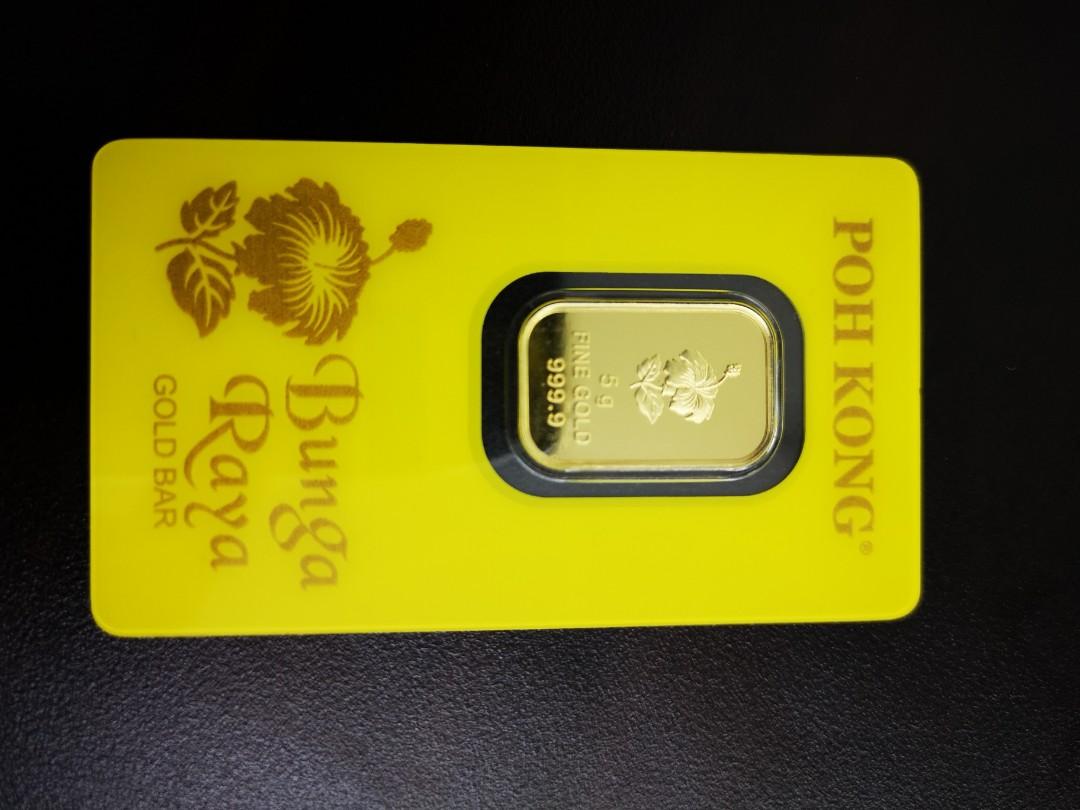 POH KONG®
5 g
FINE GOLD
999.9
Bunga
Raya
GOLD BAR